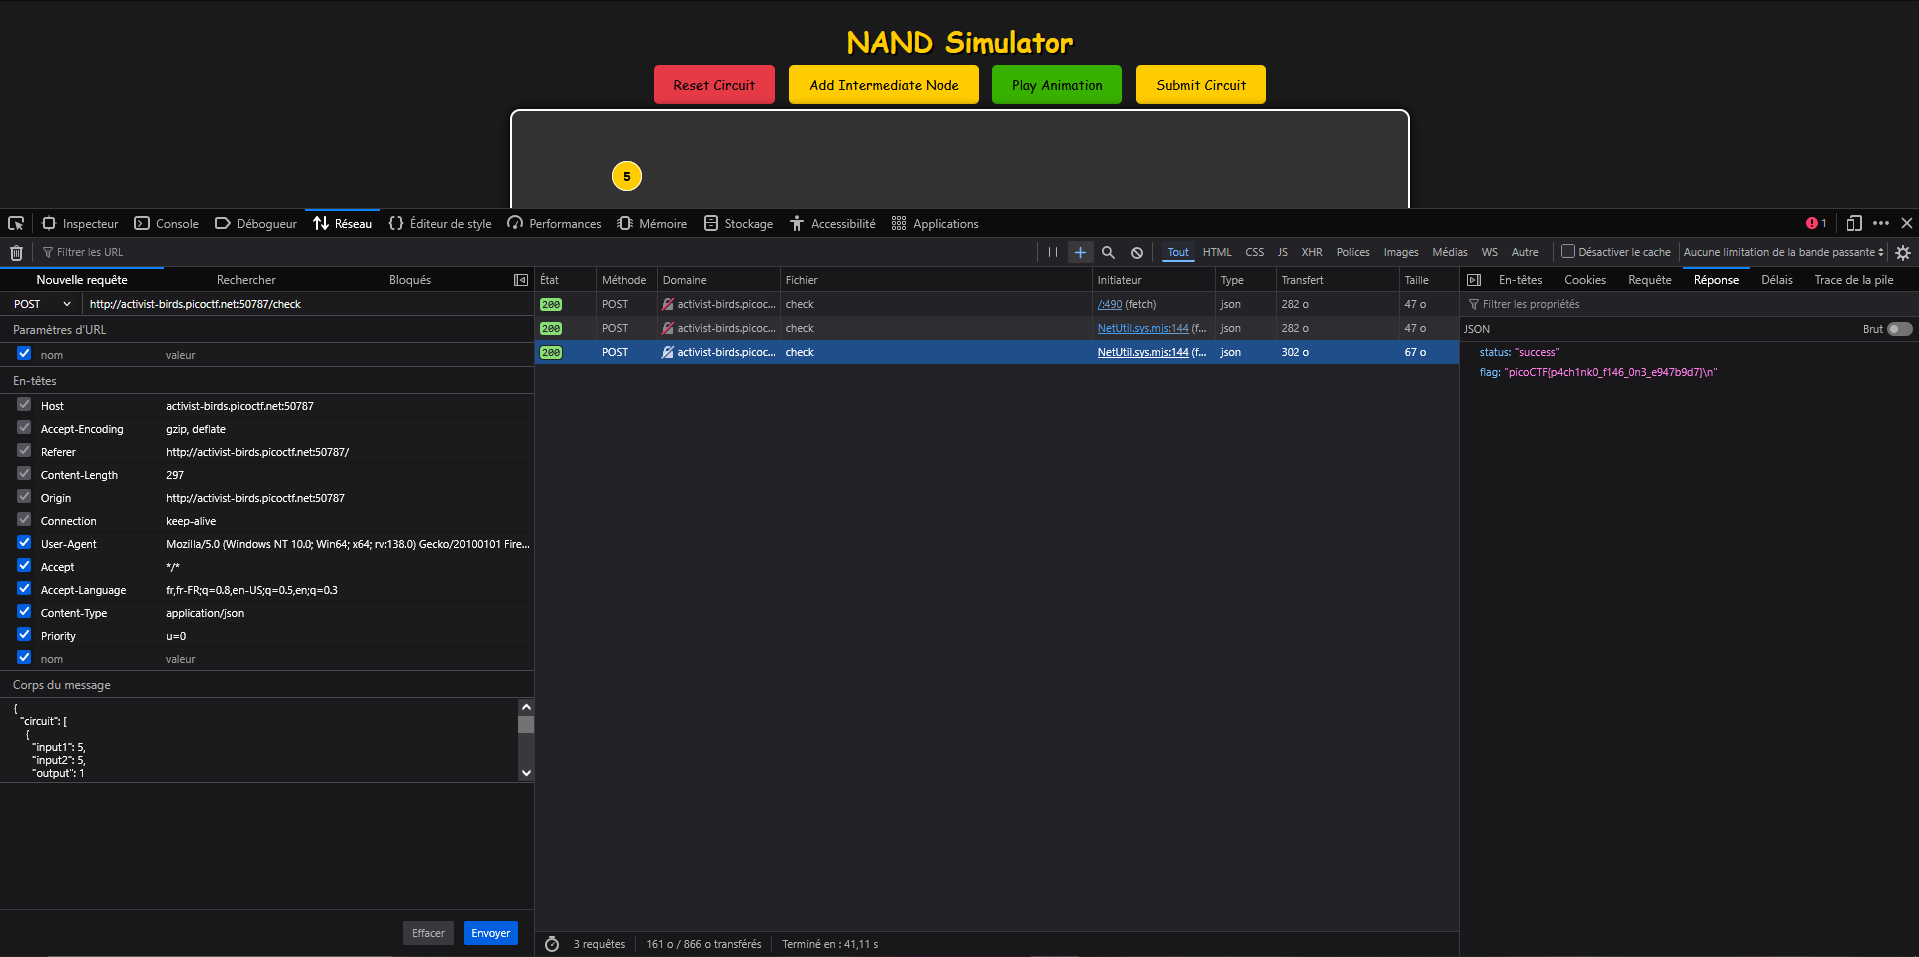 NAND Simulator
Reset Circuit Add Intermediate Node Play Animation Submit Circuit
5
Inspecteur Console Débogueur Réseau Éditeur de style Performances Mémoire Stockage Accessibilité Applications 1
Filtrer les URL Tout HTML CSS JS XHR Polices Images Médias WS Autre Désactiver le cache Aucune limitation de la bande passante
Nouvelle requête Rechercher Bloqués
POST http://activist-birds.picoctf.net:50787/check
Paramètres d'URL
nom valeur
En-têtes
Host activist-birds.picoctf.net:50787
Accept-Encoding gzip, deflate
Referer http://activist-birds.picoctf.net:50787/
Content-Length 297
Origin http://activist-birds.picoctf.net:50787
Connection keep-alive
User-Agent Mozilla/5.0 (Windows NT 10.0; Win64; x64; rv:138.0) Gecko/20100101 Fire...
Accept */*
Accept-Language fr,fr-FR;q=0.8,en-US;q=0.5,en;q=0.3
Content-Type application/json
Priority u=0
nom valeur
Corps du message
{
"circuit": [
{
"input1": 5,
"input2": 5,
"output": 1
Effacer Envoyer
État Méthode Domaine Fichier Initiateur Type Transfert Taille
200 POST activist-birds.picoc... check /:490 (fetch) json 282 o 47 o
200 POST activist-birds.picoc... check NetUtil.sys.mjs:144 (f... json 282 o 47 o
200 POST activist-birds.picoc... check NetUtil.sys.mjs:144 (f... json 302 o 67 o
3 requêtes 161 o / 866 o transférés Terminé en : 41,11 s
En-têtes Cookies Requête Réponse Délais Trace de la pile
Filtrer les propriétés
JSON Brut
status: "success"
flag: "picoCTF{p4ch1nk0_f146_0n3_e947b9d7}\n"